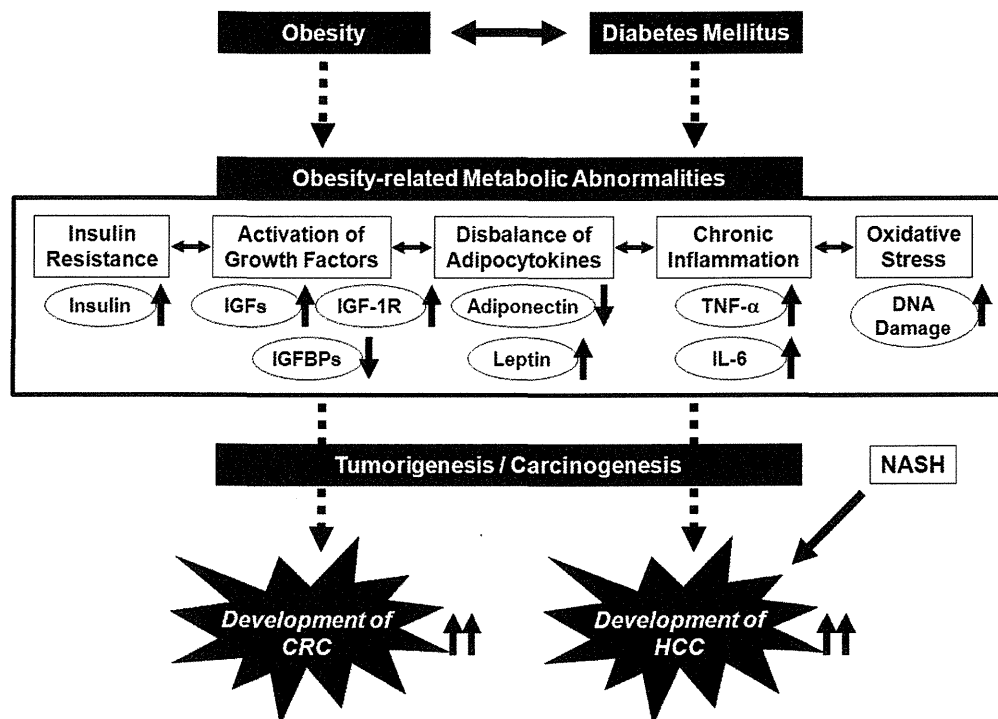 Obesity
Diabetes Mellitus
Obesity-related Metabolic Abnormalities
Insulin
Resistance
Activation of
Growth Factors
Disbalance of
Adipocytokines
Chronic
Inflammation
Oxidative
Stress
Insulin
IGFs
IGF-1R
IGFBPs
Adiponectin
Leptin
TNF-α
IL-6
DNA
Damage
Tumorigenesis / Carcinogenesis
NASH
Development of
CRC
Development of
HCC